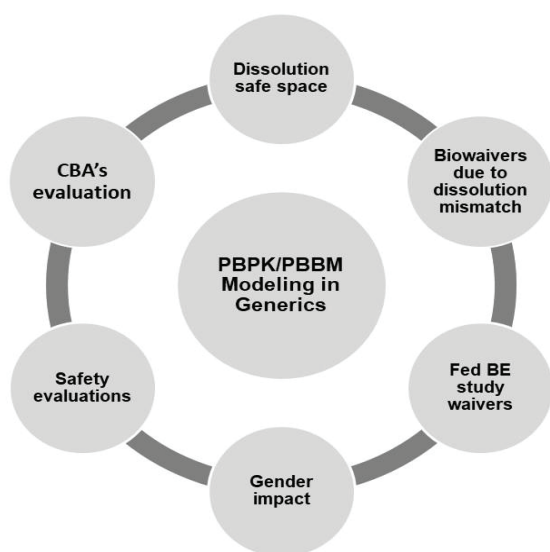 Dissolution
safe space
Biowaivers
due to
dissolution
mismatch
CBA's
evaluation
PBPK/PBBM
Modeling in
Generics
Fed BE
study
waivers
Safety
evaluations
Gender
impact